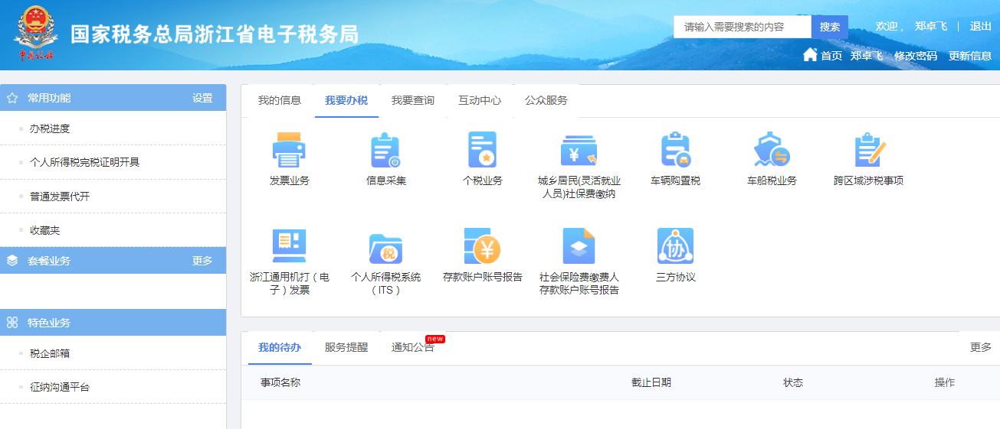 国家税务总局浙江省电子税务局
请输入需要搜索的内容 搜索 欢迎， 郑卓飞 | 退出
首页 郑卓飞 修改密码 更新信息
常用功能 设置
办税进度
个人所得税完税证明开具
普通发票代开
收藏夹
套餐业务 更多
特色业务
税企邮箱
征纳沟通平台
我的信息 我要办税 我要查询 互动中心 公众服务
发票业务 信息采集 个税业务 城乡居民(灵活就业 车辆购置税 车船税业务 跨区域涉税事项
人员)社保费缴纳
税 协
浙江通用机打（电 个人所得税系统 存款账户账号报告 社会保险费缴费人 三方协议
子）发票 （ITS） 存款账户账号报告
我的待办 服务提醒 通知公告 new 更多
事项名称 截止日期 状态 操作